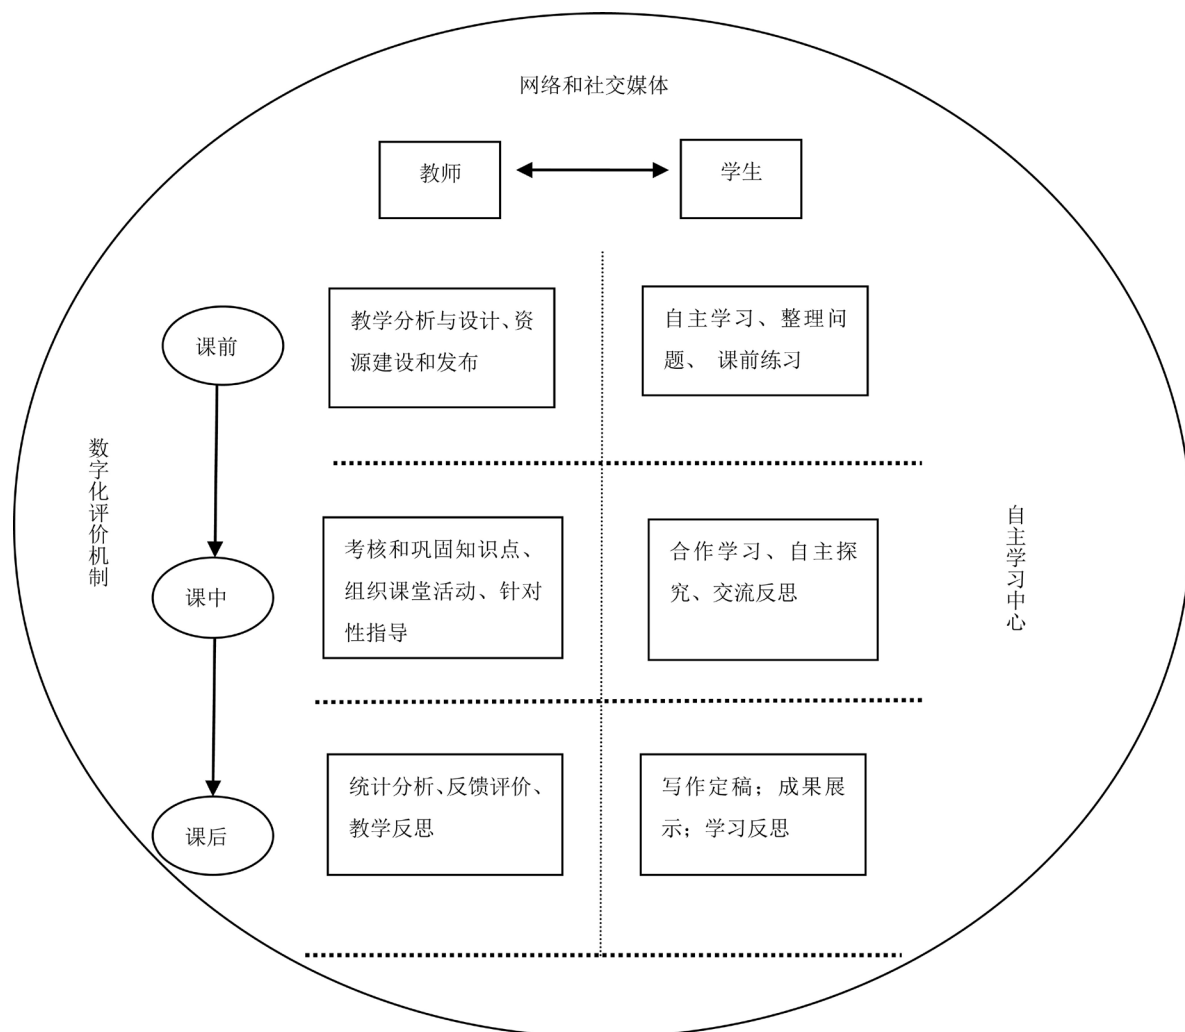 网络和社交媒体
教师
学生
课前
教学分析与设计、资
源建设和发布
自主学习、整理问
题、 课前练习
数字化评价机制
课中
考核和巩固知识点、
组织课堂活动、针对
性指导
合作学习、自主探
究、交流反思
自主学习中心
课后
统计分析、反馈评价、
教学反思
写作定稿；成果展
示；学习反思